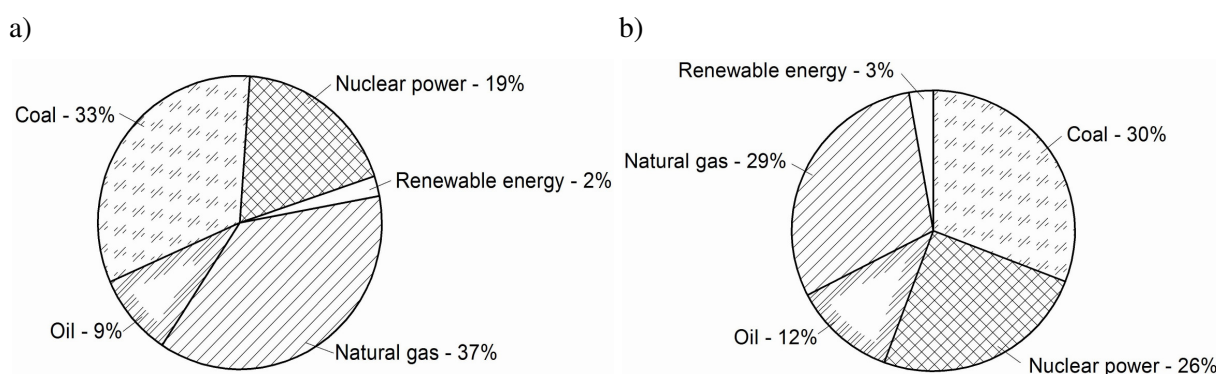 a)
Nuclear power - 19%
Coal - 33%
Renewable energy - 2%
Oil - 9%
Natural gas - 37%
b)
Renewable energy - 3%
Coal - 30%
Natural gas - 29%
Oil - 12%
Nuclear power - 26%